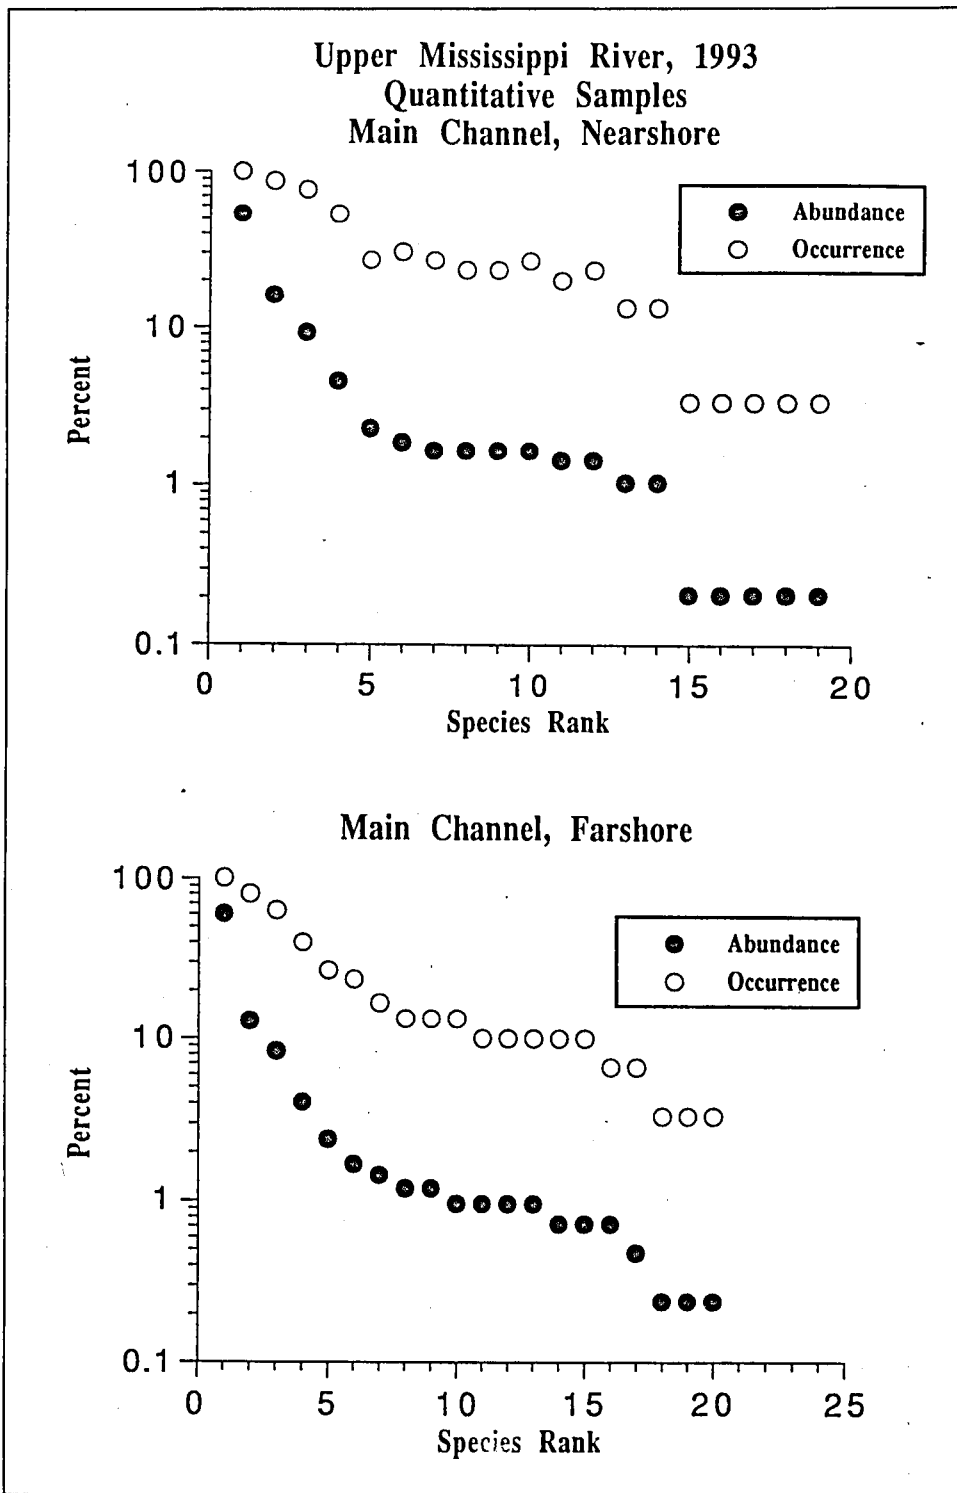 Upper Mississippi River, 1993
Quantitative Samples
Main Channel, Nearshore
100
10
1
0.1
Percent
Abundance
Occurrence
0 5 10 15 20
Species Rank
Main Channel, Farshore
100
10
1
0.1
Percent
Abundance
Occurrence
0 5 10 15 20 25
Species Rank